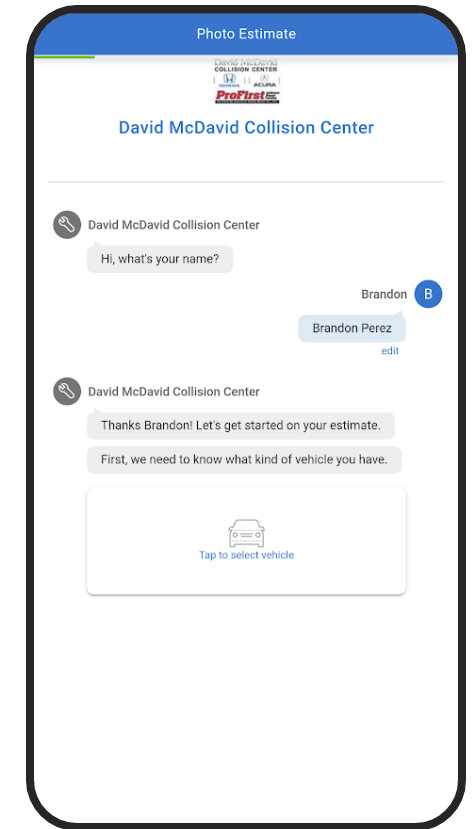 Photo Estimate
David McDavid
COLLISION CENTER
HONDA
ACURA
ProFirst
David McDavid Collision Center
David McDavid Collision Center
Hi, what's your name?
Brandon
B
Brandon Perez
edit
David McDavid Collision Center
Thanks Brandon! Let's get started on your estimate.
First, we need to know what kind of vehicle you have.
Tap to select vehicle